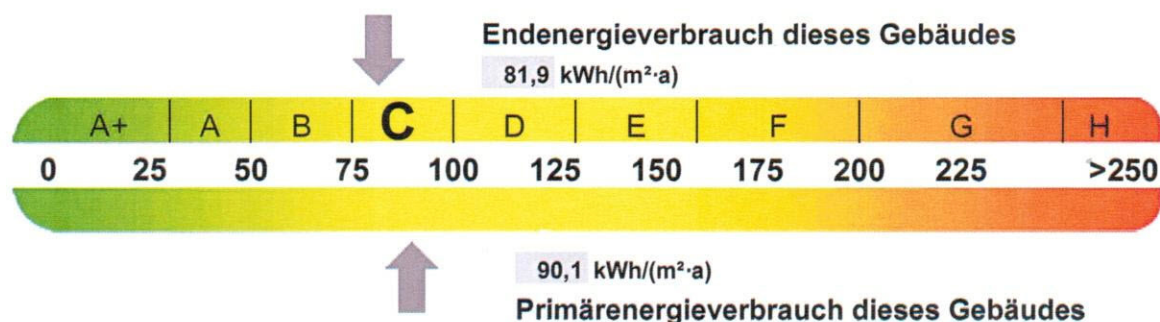 Endenergieverbrauch dieses Gebäudes
81,9 kWh/(m²·a)
A+ A B C D E F G H
0 25 50 75 100 125 150 175 200 225 >250
90,1 kWh/(m²·a)
Primärenergieverbrauch dieses Gebäudes